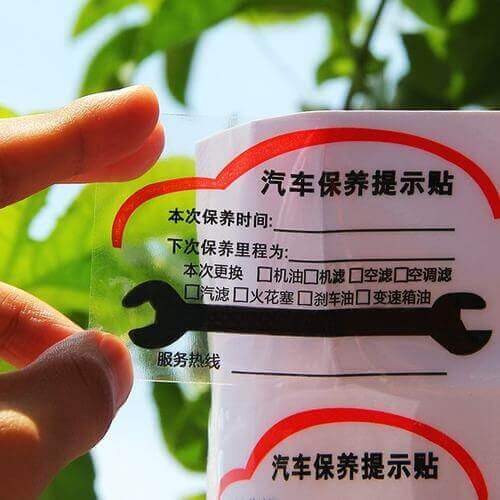 汽车保养提示贴
本次保养时间:
下次保养里程为:
本次更换 □机油□机滤 □空滤□空调滤
□汽滤□火花塞□刹车油□变速箱油
服务热线
汽车保养提示贴